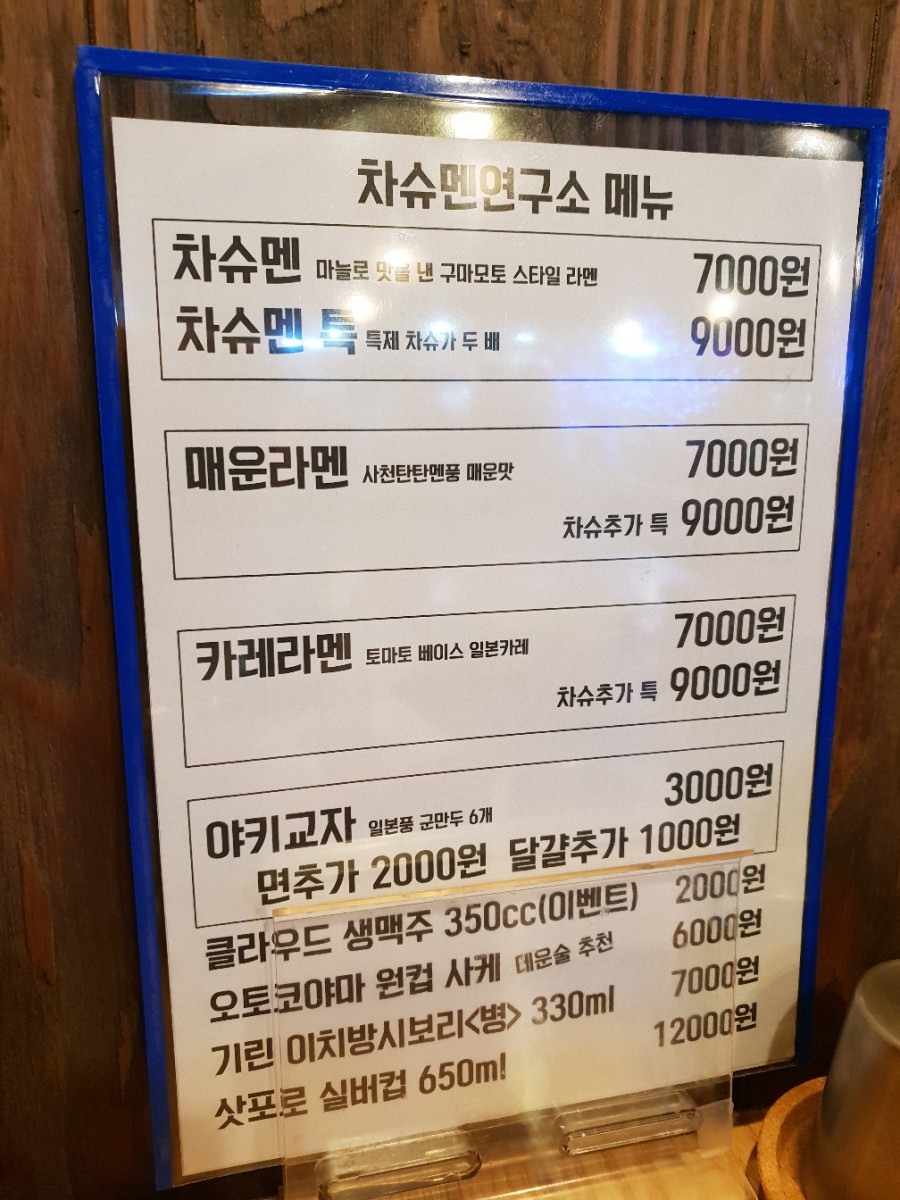 차슈멘연구소 메뉴
차슈멘 마늘로 맛을 낸 구마모토 스타일 라멘 7000원
차슈멘 특 특제 차슈가 두 배 9000원
매운라멘 사천탄탄멘풍 매운맛 7000원
차슈추가 특 9000원
카레라멘 토마토 베이스 일본카레 7000원
차슈추가 특 9000원
야키교자 일본풍 군만두 6개 3000원
면추가 2000원 달걀추가 1000원
클라우드 생맥주 350cc(이벤트) 2000원
오토코야마 원컵 사케 데운술 추천 6000원
기린 이치방시보리<병> 330ml 7000원
삿포로 실버컵 650ml 12000원